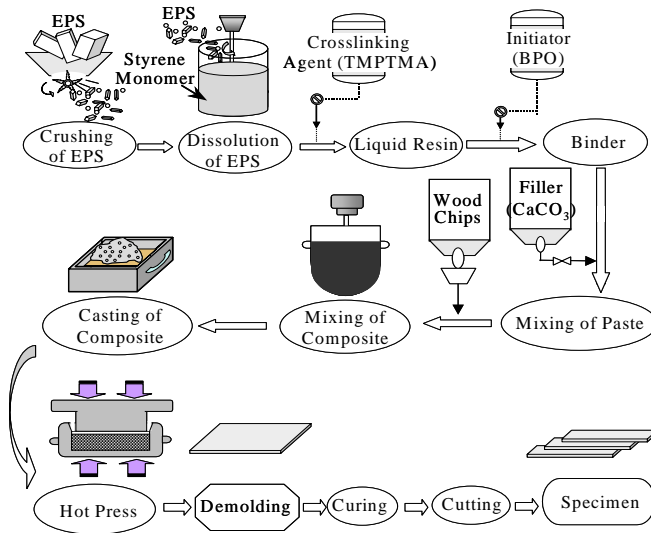 EPS
EPS
Styrene
Monomer
Crosslinking
Agent (TMPTMA)
Initiator
(BPO)
Crushing
of EPS
Dissolution
of EPS
Liquid Resin
Binder
Wood
Chips
Filler
(CaCO3)
Casting of
Composite
Mixing of
Composite
Mixing of Paste
Hot Press
Demolding
Curing
Cutting
Specimen